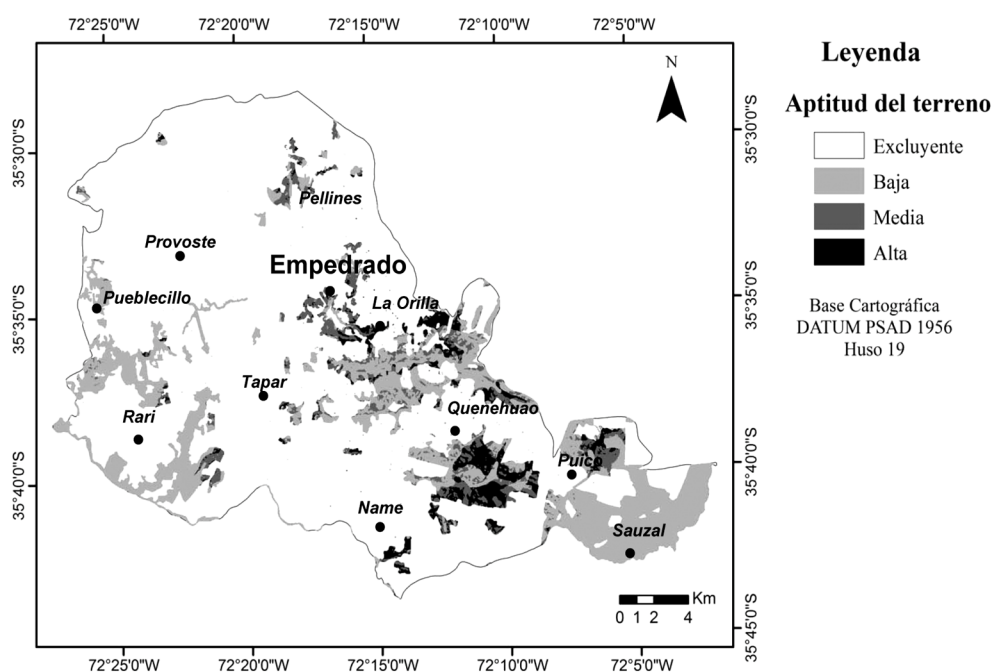 72°25'0"W 72°20'0"W 72°15'0"W 72°10'0"W 72°5'0"W
Leyenda
N
Aptitud del terreno
Excluyente
Baja
Media
Alta
Base Cartográfica
DATUM PSAD 1956
Huso 19
35°30'0"S
35°35'0"S
35°40'0"S
35°30'0"S
35°35'0"S
35°40'0"S
35°45'0"S
Pellines
Provoste
Empedrado
Pueblecillo
La Orilla
Tapar
Quenehuao
Rari
Puico
Name
Sauzal
Km
0 1 2 4
72°25'0"W 72°20'0"W 72°15'0"W 72°10'0"W 72°5'0"W